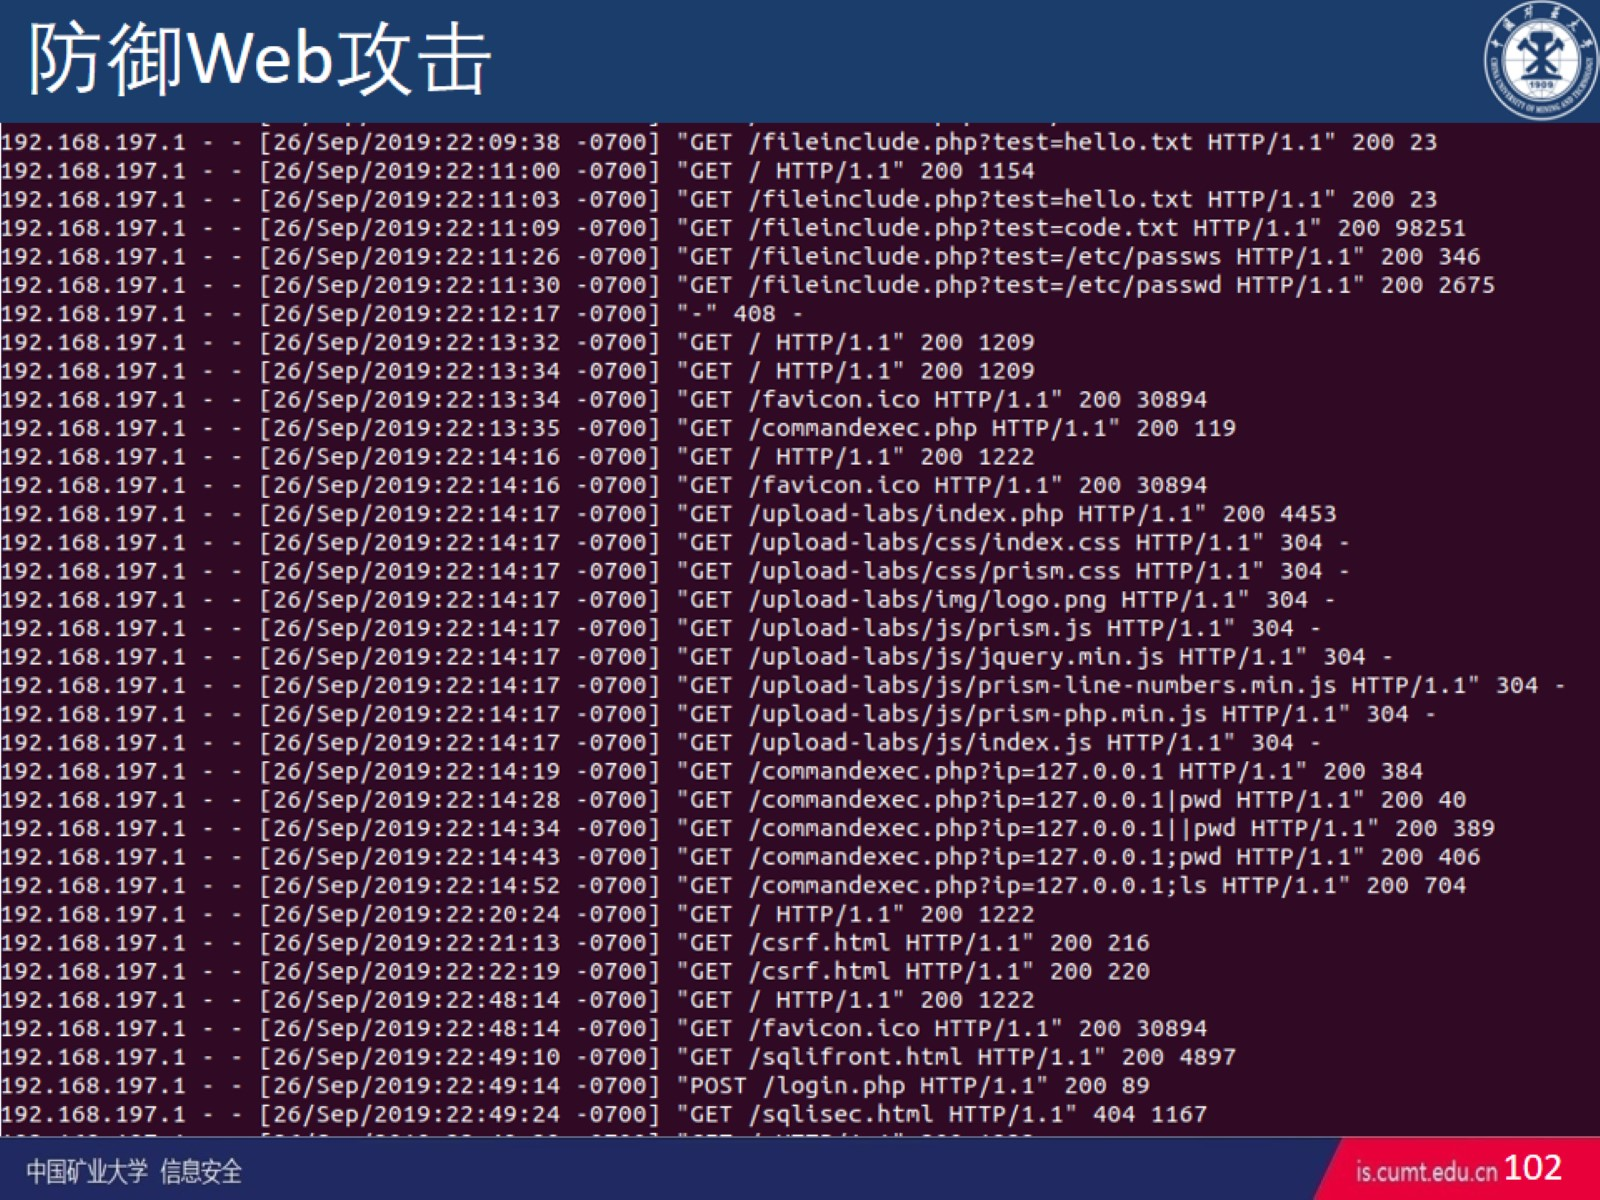 防御Web攻击
192.168.197.1 - - [26/Sep/2019:22:09:38 -0700] "GET /fileinclude.php?test=hello.txt HTTP/1.1" 200 23
192.168.197.1 - - [26/Sep/2019:22:11:00 -0700] "GET / HTTP/1.1" 200 1154
192.168.197.1 - - [26/Sep/2019:22:11:03 -0700] "GET /fileinclude.php?test=hello.txt HTTP/1.1" 200 23
192.168.197.1 - - [26/Sep/2019:22:11:09 -0700] "GET /fileinclude.php?test=code.txt HTTP/1.1" 200 98251
192.168.197.1 - - [26/Sep/2019:22:11:26 -0700] "GET /fileinclude.php?test=/etc/passws HTTP/1.1" 200 346
192.168.197.1 - - [26/Sep/2019:22:11:30 -0700] "GET /fileinclude.php?test=/etc/passwd HTTP/1.1" 200 2675
192.168.197.1 - - [26/Sep/2019:22:12:17 -0700] "-" 408 -
192.168.197.1 - - [26/Sep/2019:22:13:32 -0700] "GET / HTTP/1.1" 200 1209
192.168.197.1 - - [26/Sep/2019:22:13:34 -0700] "GET / HTTP/1.1" 200 1209
192.168.197.1 - - [26/Sep/2019:22:13:34 -0700] "GET /favicon.ico HTTP/1.1" 200 30894
192.168.197.1 - - [26/Sep/2019:22:13:35 -0700] "GET /commandexec.php HTTP/1.1" 200 119
192.168.197.1 - - [26/Sep/2019:22:14:16 -0700] "GET / HTTP/1.1" 200 1222
192.168.197.1 - - [26/Sep/2019:22:14:16 -0700] "GET /favicon.ico HTTP/1.1" 200 30894
192.168.197.1 - - [26/Sep/2019:22:14:17 -0700] "GET /upload-labs/index.php HTTP/1.1" 200 4453
192.168.197.1 - - [26/Sep/2019:22:14:17 -0700] "GET /upload-labs/css/index.css HTTP/1.1" 304 -
192.168.197.1 - - [26/Sep/2019:22:14:17 -0700] "GET /upload-labs/css/prism.css HTTP/1.1" 304 -
192.168.197.1 - - [26/Sep/2019:22:14:17 -0700] "GET /upload-labs/img/logo.png HTTP/1.1" 304 -
192.168.197.1 - - [26/Sep/2019:22:14:17 -0700] "GET /upload-labs/js/prism.js HTTP/1.1" 304 -
192.168.197.1 - - [26/Sep/2019:22:14:17 -0700] "GET /upload-labs/js/jquery.min.js HTTP/1.1" 304 -
192.168.197.1 - - [26/Sep/2019:22:14:17 -0700] "GET /upload-labs/js/prism-line-numbers.min.js HTTP/1.1" 304 -
192.168.197.1 - - [26/Sep/2019:22:14:17 -0700] "GET /upload-labs/js/prism-php.min.js HTTP/1.1" 304 -
192.168.197.1 - - [26/Sep/2019:22:14:17 -0700] "GET /upload-labs/js/index.js HTTP/1.1" 304 -
192.168.197.1 - - [26/Sep/2019:22:14:19 -0700] "GET /commandexec.php?ip=127.0.0.1 HTTP/1.1" 200 384
192.168.197.1 - - [26/Sep/2019:22:14:28 -0700] "GET /commandexec.php?ip=127.0.0.1|pwd HTTP/1.1" 200 40
192.168.197.1 - - [26/Sep/2019:22:14:34 -0700] "GET /commandexec.php?ip=127.0.0.1||pwd HTTP/1.1" 200 389
192.168.197.1 - - [26/Sep/2019:22:14:43 -0700] "GET /commandexec.php?ip=127.0.0.1;pwd HTTP/1.1" 200 406
192.168.197.1 - - [26/Sep/2019:22:14:52 -0700] "GET /commandexec.php?ip=127.0.0.1;ls HTTP/1.1" 200 704
192.168.197.1 - - [26/Sep/2019:22:20:24 -0700] "GET / HTTP/1.1" 200 1222
192.168.197.1 - - [26/Sep/2019:22:21:13 -0700] "GET /csrf.html HTTP/1.1" 200 216
192.168.197.1 - - [26/Sep/2019:22:22:19 -0700] "GET /csrf.html HTTP/1.1" 200 220
192.168.197.1 - - [26/Sep/2019:22:48:14 -0700] "GET / HTTP/1.1" 200 1222
192.168.197.1 - - [26/Sep/2019:22:48:14 -0700] "GET /favicon.ico HTTP/1.1" 200 30894
192.168.197.1 - - [26/Sep/2019:22:49:10 -0700] "GET /sqlifront.html HTTP/1.1" 200 4897
192.168.197.1 - - [26/Sep/2019:22:49:14 -0700] "POST /login.php HTTP/1.1" 200 89
192.168.197.1 - - [26/Sep/2019:22:49:24 -0700] "GET /sqlisec.html HTTP/1.1" 404 1167
中国矿业大学 信息安全
is.cumt.edu.cn 102
1909
CHINA UNIVERSITY OF MINING AND TECHNOLOGY